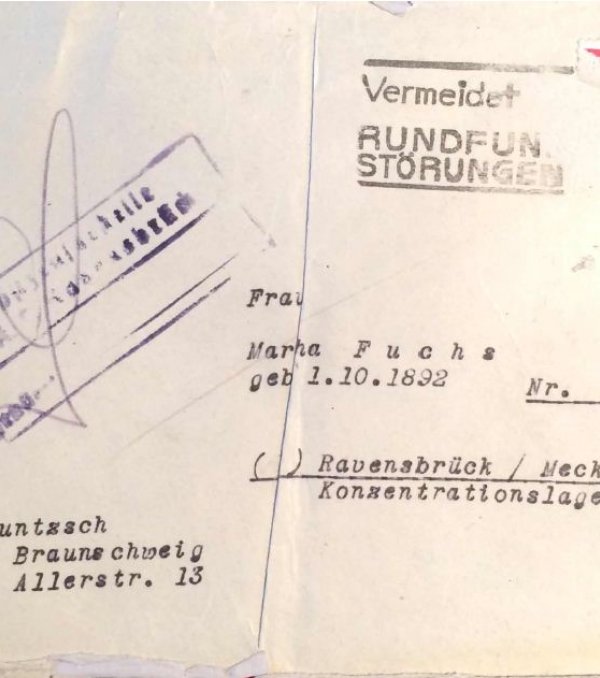 Vermeidet
RUNDFUN
STÖRUNGEN
Frau
Marha Fuchs
geb 1.10.1892
Nr.
( ) Ravensbrück / Meck
Konzentrationslage
untzsch
Braunschweig
Allerstr. 13